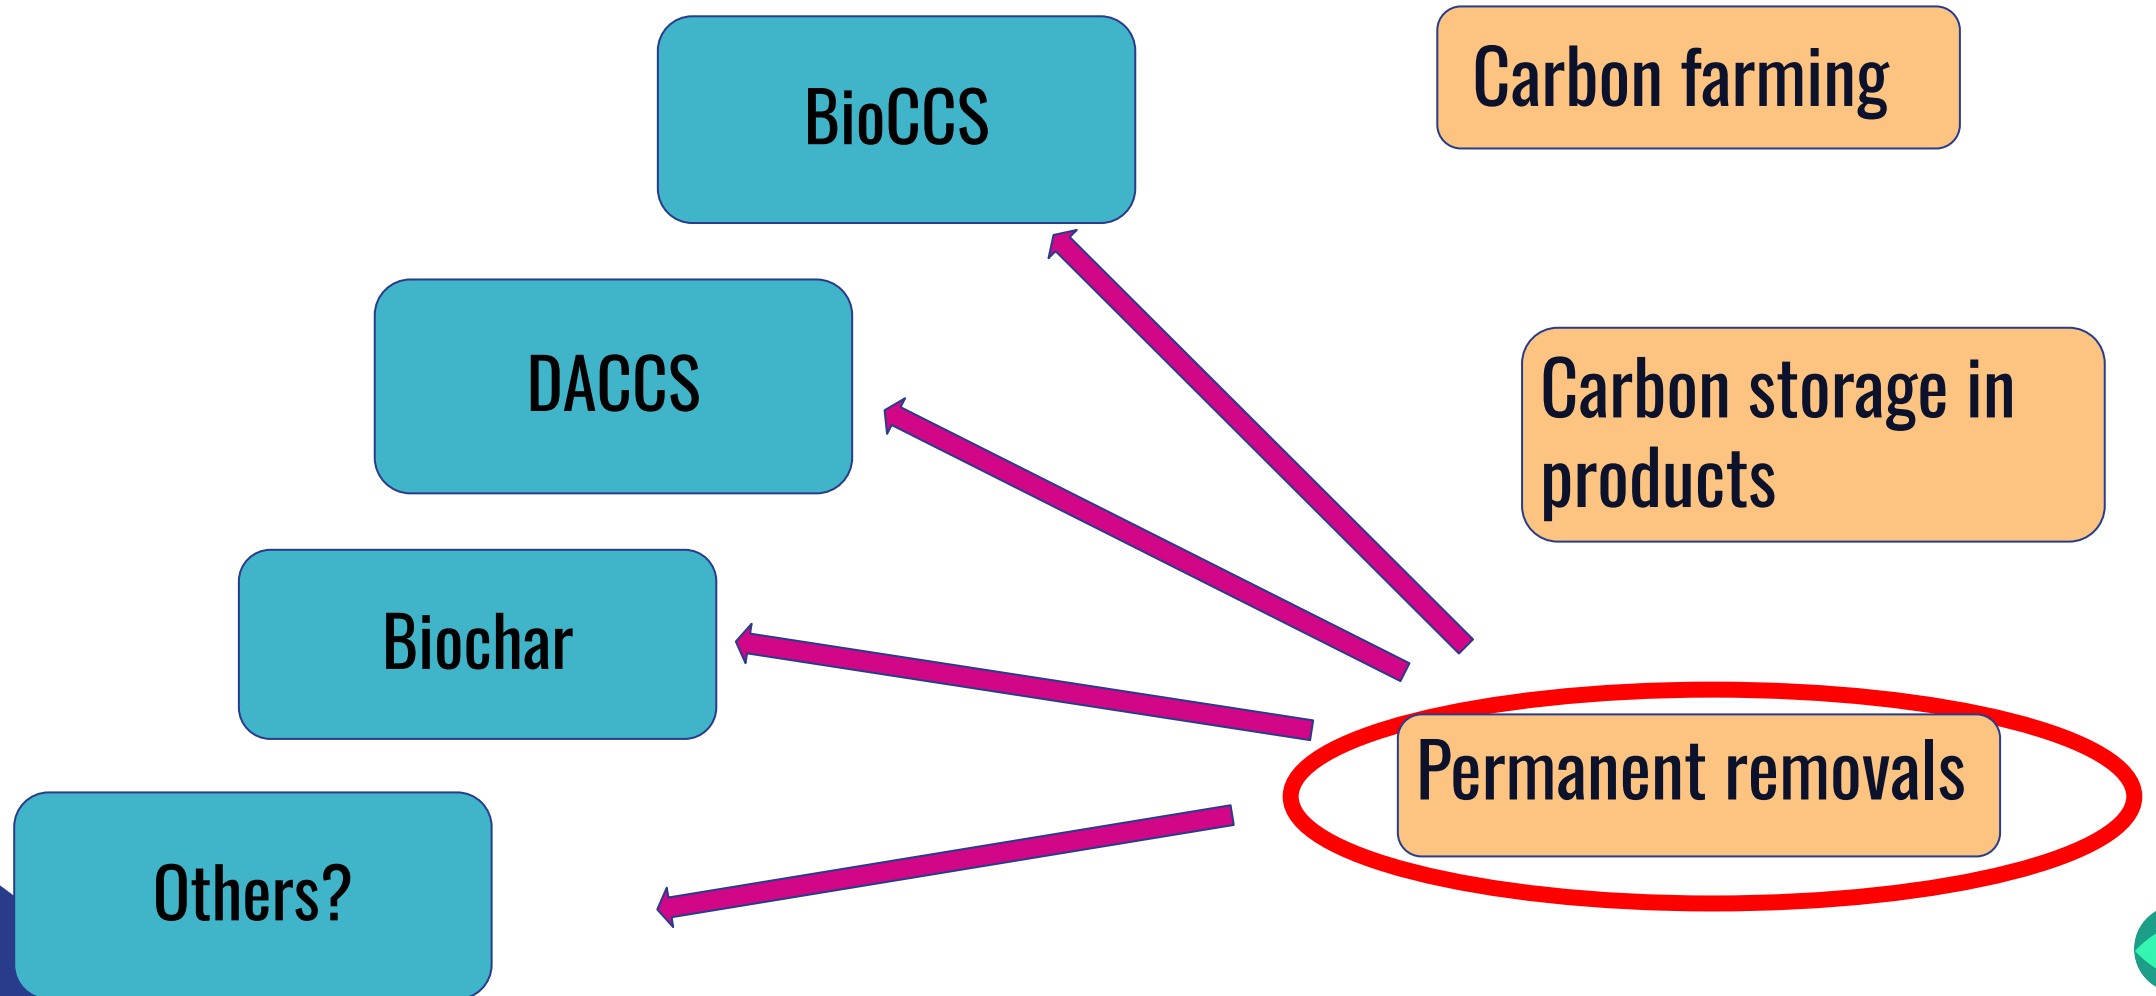 BioCCS
Carbon farming
DACCS
Carbon storage in
products
Biochar
Permanent removals
Others?